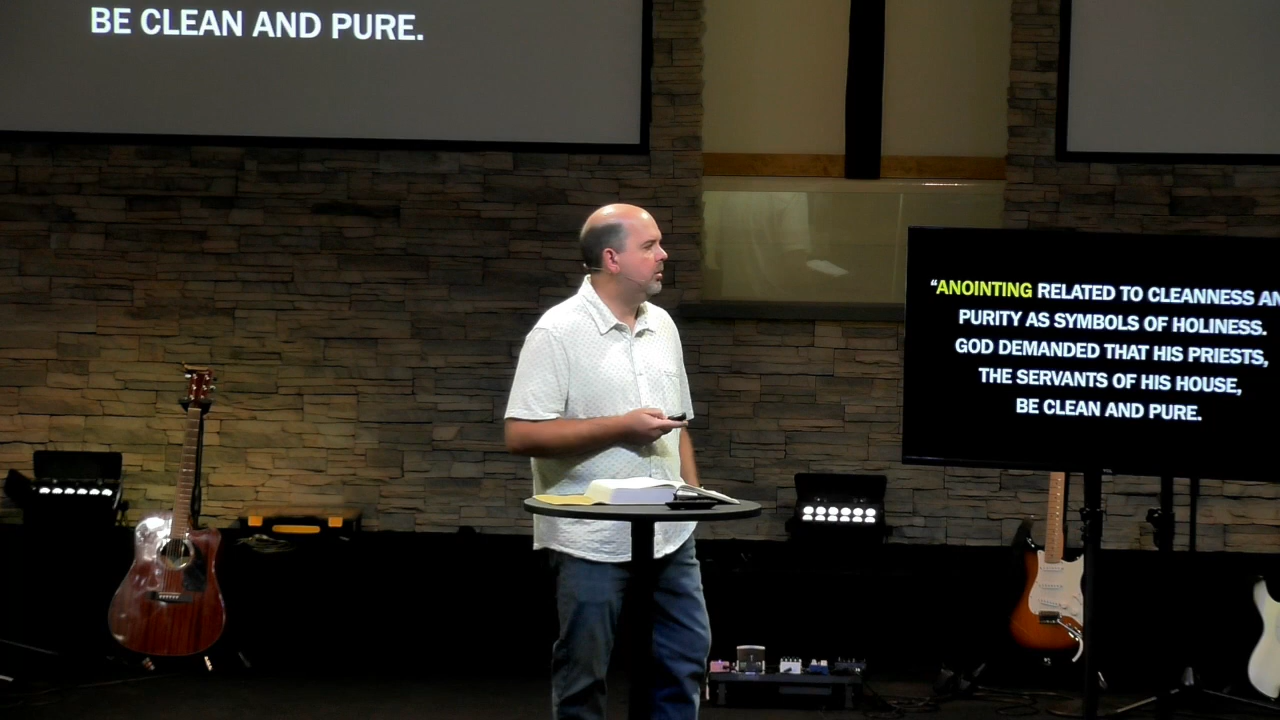 BE CLEAN AND PURE.
“ANOINTING RELATED TO CLEANNESS AN
PURITY AS SYMBOLS OF HOLINESS.
GOD DEMANDED THAT HIS PRIESTS,
THE SERVANTS OF HIS HOUSE,
BE CLEAN AND PURE.